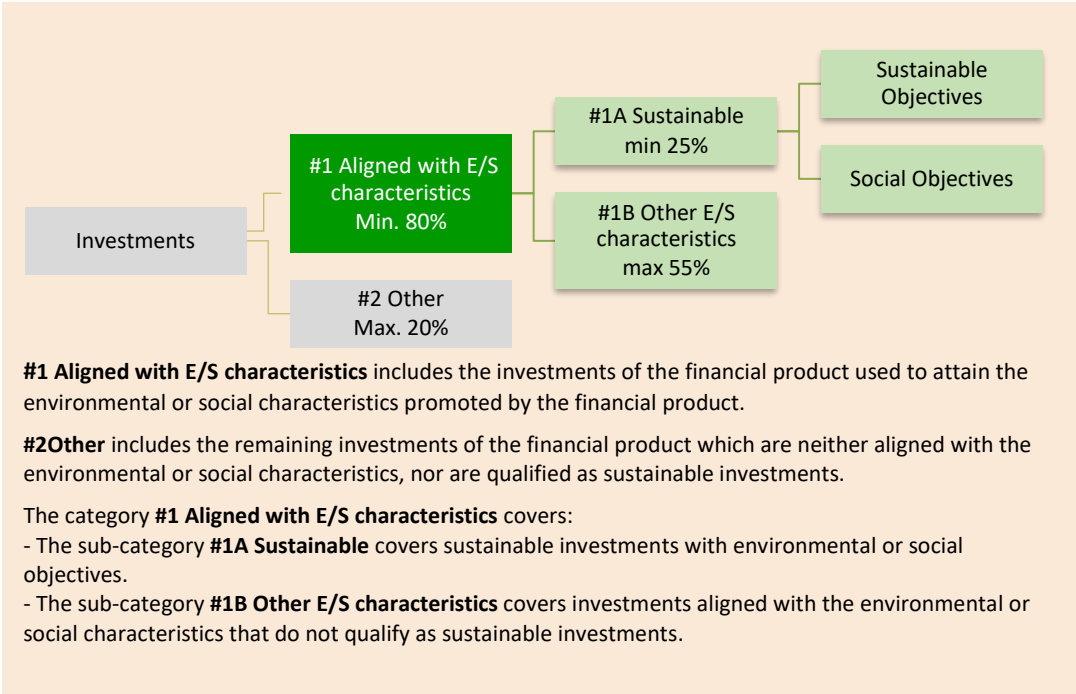 Investments
#1 Aligned with E/S
characteristics
Min. 80%
#2 Other
Max. 20%
#1A Sustainable
min 25%
#1B Other E/S
characteristics
max 55%
Sustainable
Objectives
Social Objectives
#1 Aligned with E/S characteristics includes the investments of the financial product used to attain the
environmental or social characteristics promoted by the financial product.
#2Other includes the remaining investments of the financial product which are neither aligned with the
environmental or social characteristics, nor are qualified as sustainable investments.
The category #1 Aligned with E/S characteristics covers:
- The sub-category #1A Sustainable covers sustainable investments with environmental or social
objectives.
- The sub-category #1B Other E/S characteristics covers investments aligned with the environmental or
social characteristics that do not qualify as sustainable investments.